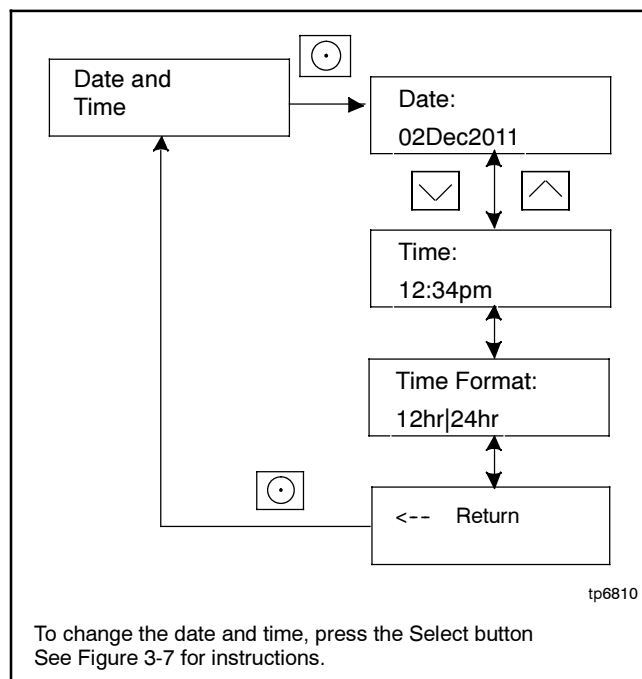 Date and
Time
Date:
02Dec2011
Time:
12:34pm
Time Format:
12hr|24hr
<-- Return
tp6810
To change the date and time, press the Select button
See Figure 3-7 for instructions.